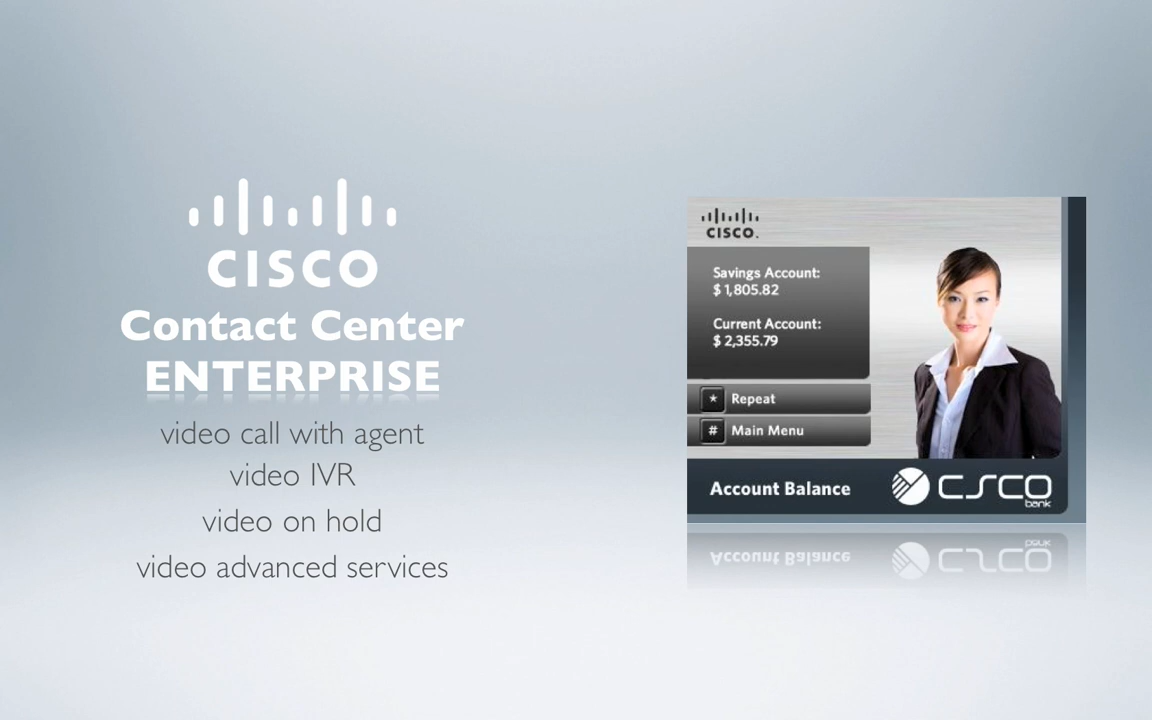 CISCO
Contact Center
ENTERPRISE
video call with agent
video IVR
video on hold
video advanced services
CISCO.
Savings Account:
$ 1,805.82
Current Account:
$ 2,355.79
* Repeat
# Main Menu
Account Balance
CSCO
bank